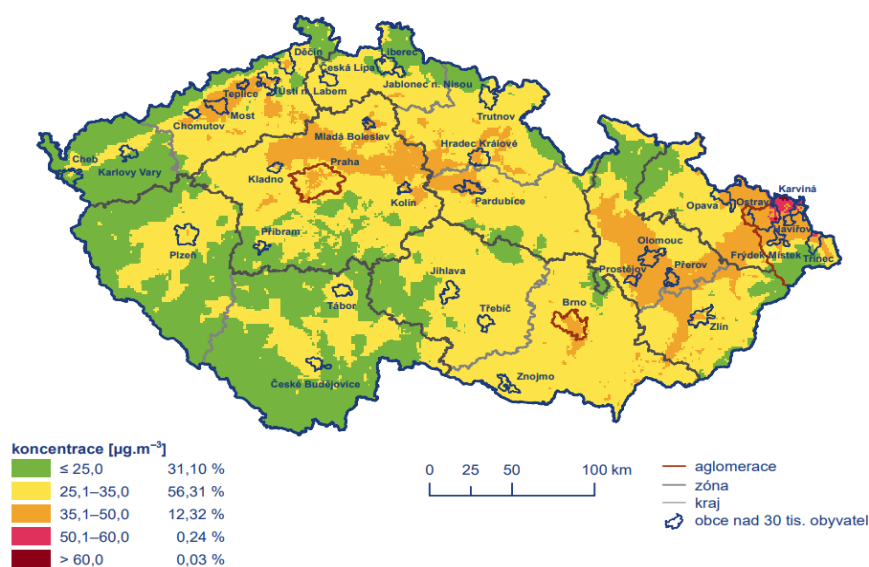 Děčín
Liberec
Česká Lípa
Jablonec n. Nisou
Teplice
Ústí n. Labem
Trutnov
Most
Chomutov
Mladá Boleslav
Hradec Králové
Cheb
Karlovy Vary
Praha
Kladno
Kolín
Pardubice
Karviná
Opava
Ostrava
Havířov
Příbram
Olomouc
Plzeň
Frýdek-Místek
Třinec
Jihlava
Prostějov
Přerov
Tábor
Třebíč
Brno
Zlín
České Budějovice
Znojmo
koncentrace [µg.m⁻³]
≤ 25,0 31,10 %
25,1–35,0 56,31 %
35,1–50,0 12,32 %
50,1–60,0 0,24 %
> 60,0 0,03 %
0 25 50 100 km
aglomerace
zóna
kraj
obce nad 30 tis. obyvatel